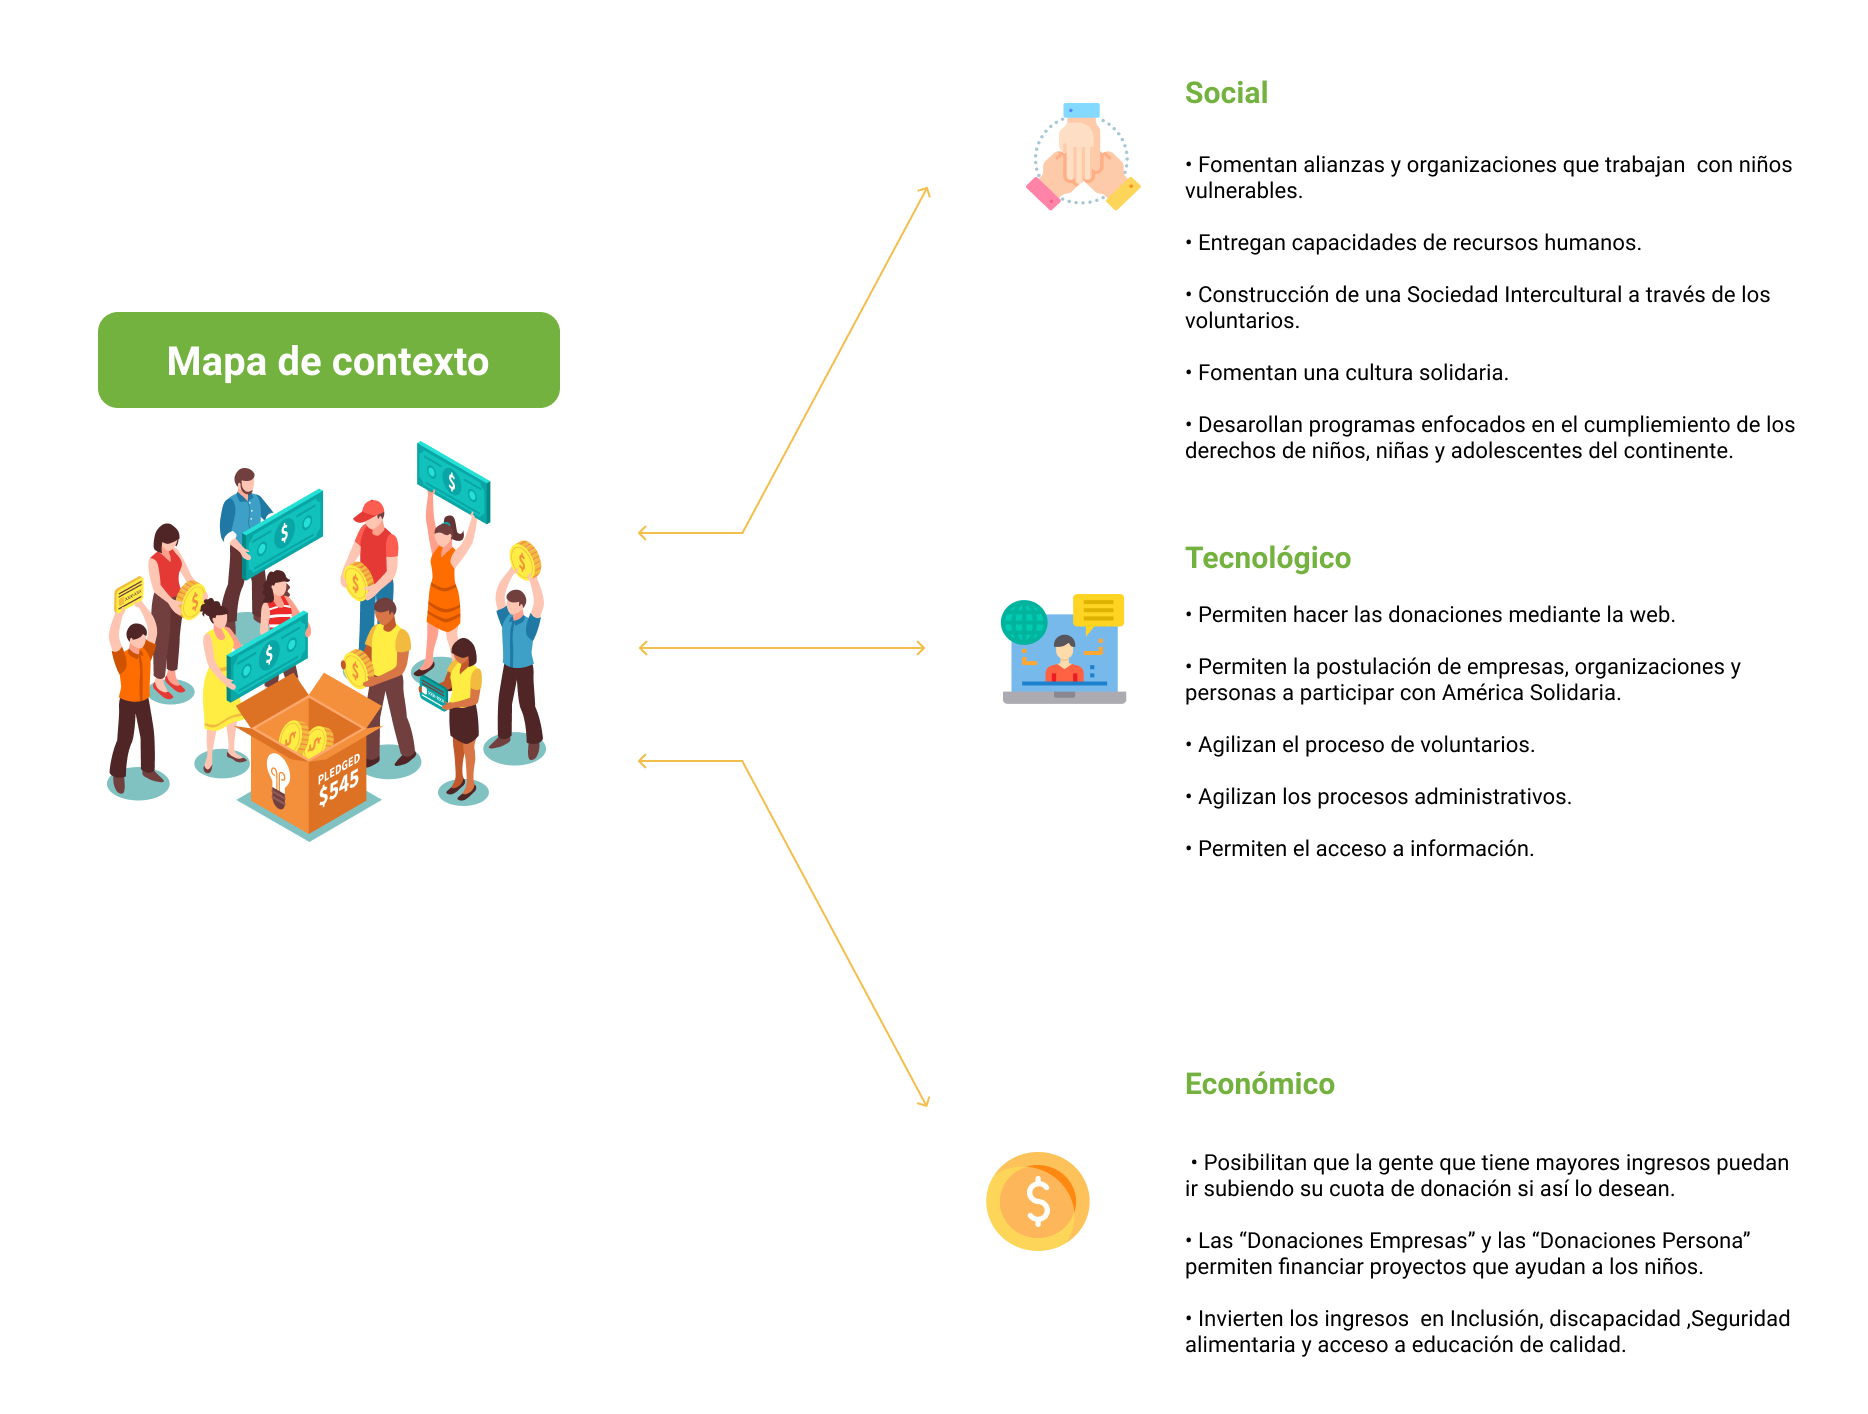 Mapa de contexto
PLEDGED
$545
Social
• Fomentan alianzas y organizaciones que trabajan  con niños
vulnerables.
• Entregan capacidades de recursos humanos.
• Construcción de una Sociedad Intercultural a través de los
voluntarios.
• Fomentan una cultura solidaria.
• Desarollan programas enfocados en el cumpliemiento de los
derechos de niños, niñas y adolescentes del continente.
Tecnológico
• Permiten hacer las donaciones mediante la web.
• Permiten la postulación de empresas, organizaciones y
personas a participar con América Solidaria.
• Agilizan el proceso de voluntarios.
• Agilizan los procesos administrativos.
• Permiten el acceso a información.
Económico
• Posibilitan que la gente que tiene mayores ingresos puedan
ir subiendo su cuota de donación si así lo desean.
• Las “Donaciones Empresas” y las “Donaciones Persona”
permiten financiar proyectos que ayudan a los niños.
• Invierten los ingresos  en Inclusión, discapacidad ,Seguridad
alimentaria y acceso a educación de calidad.